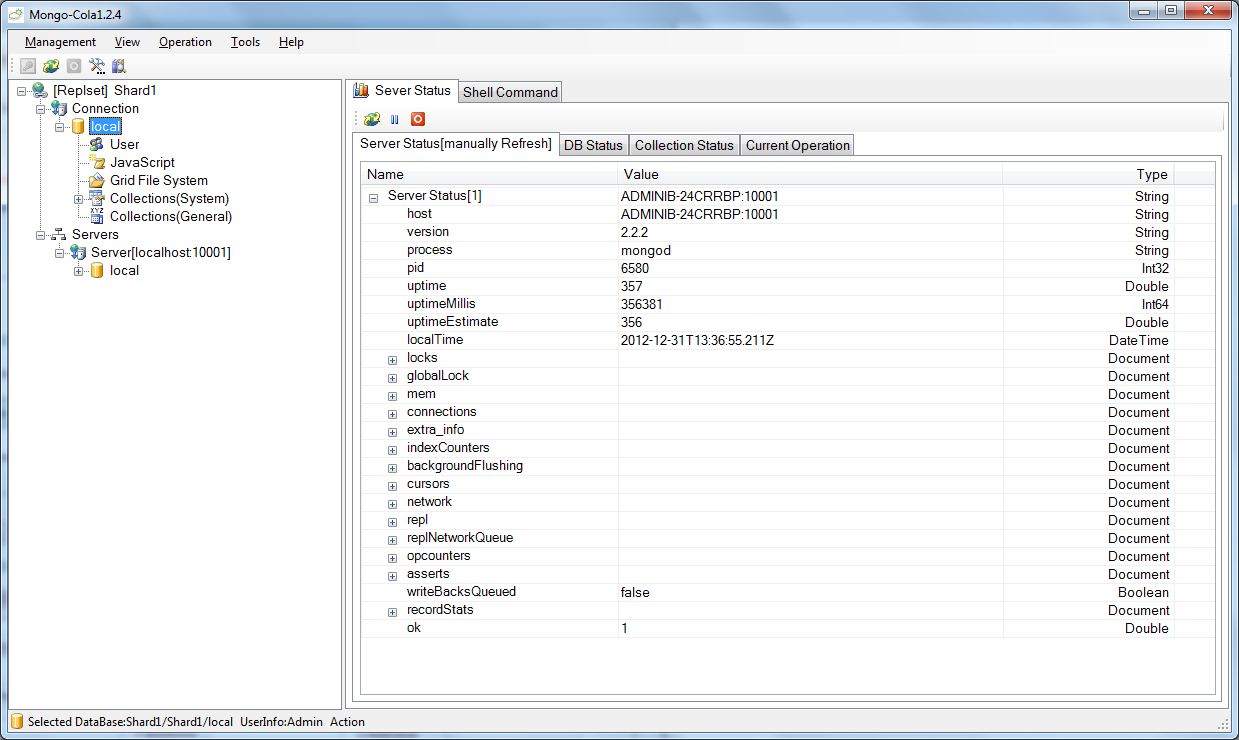 Mongo-Cola1.2.4
Management View Operation Tools Help
[Replset] Shard1
Connection
local
User
JavaScript
Grid File System
Collections(System)
XYZ Collections(General)
Servers
Server[localhost:10001]
local
Sever Status Shell Command
Server Status[manually Refresh] DB Status Collection Status Current Operation
Name Value Type
Server Status[1] ADMINIB-24CRRBP:10001 String
host ADMINIB-24CRRBP:10001 String
version 2.2.2 String
process mongod String
pid 6580 Int32
uptime 357 Double
uptimeMillis 356381 Int64
uptimeEstimate 356 Double
localTime 2012-12-31T13:36:55.211Z DateTime
locks Document
globalLock Document
mem Document
connections Document
extra_info Document
indexCounters Document
backgroundFlushing Document
cursors Document
network Document
repl Document
replNetworkQueue Document
opcounters Document
asserts Document
writeBacksQueued false Boolean
recordStats Document
ok 1 Double
Selected DataBase:Shard1/Shard1/local UserInfo:Admin Action